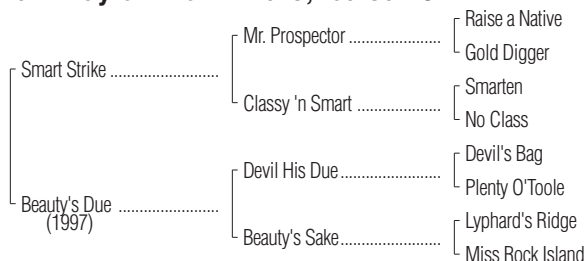 Raise a Native
Mr. Prospector ...................
Gold Digger
Smart Strike ......................
Smarten
Classy 'n Smart .................
No Class
Devil's Bag
Devil His Due ....................
Plenty O'Toole
Beauty's Due ....................
(1997)
Lyphard's Ridge
Beauty's Sake....................
Miss Rock Island